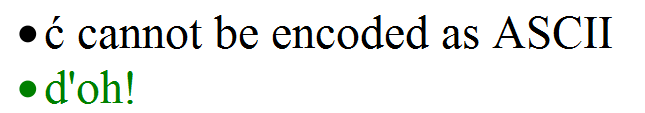 • ć cannot be encoded as ASCII
• d'oh!